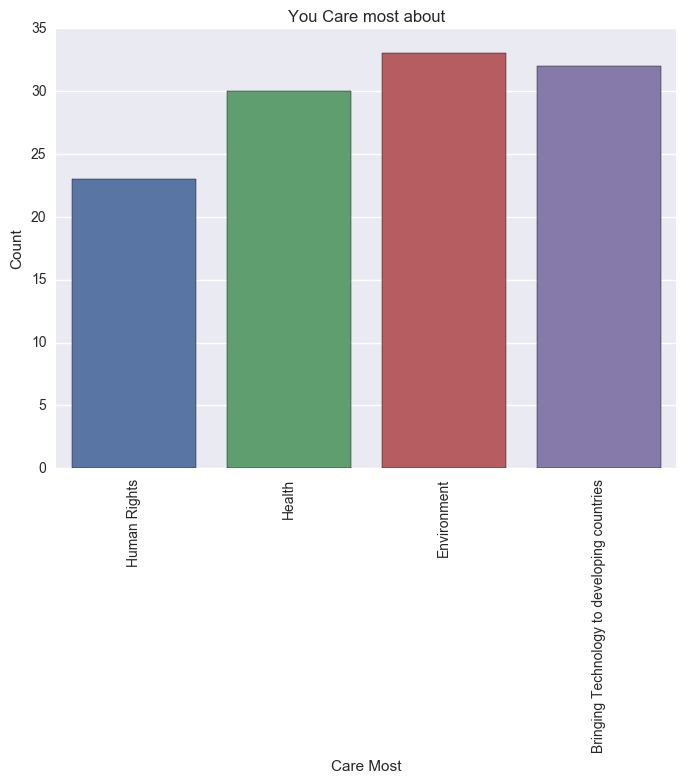 You Care most about
35
30
25
20
15
10
5
0
Count
Human Rights
Health
Environment
Bringing Technology to developing countries
Care Most